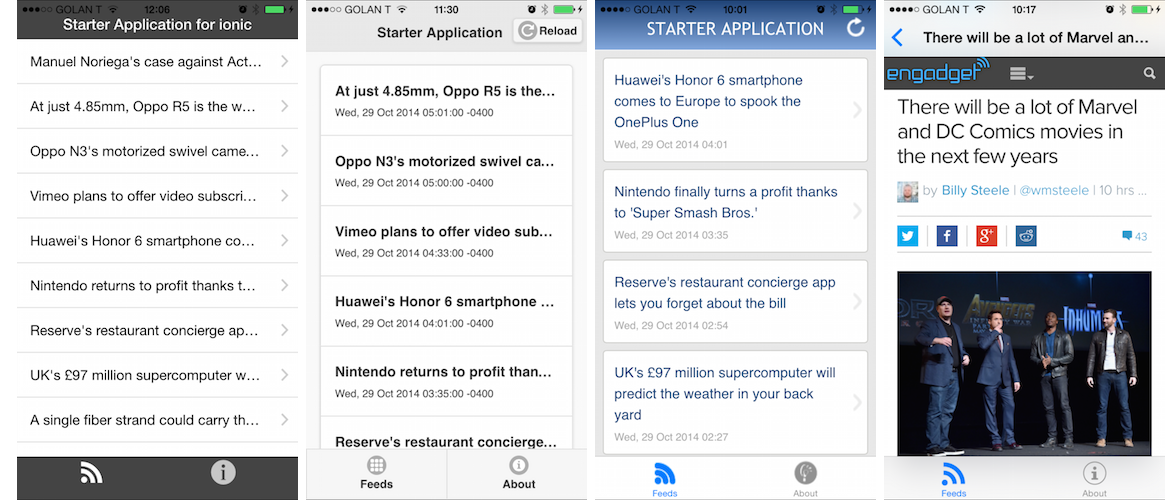 GOLAN T 12:06
Starter Application for ionic
Manuel Noriega's case against Act...
At just 4.85mm, Oppo R5 is the w...
Oppo N3's motorized swivel came...
Vimeo plans to offer video subscri...
Huawei's Honor 6 smartphone co...
Nintendo returns to profit thanks t...
Reserve's restaurant concierge ap...
UK's £97 million supercomputer w...
A single fiber strand could carry th...
GOLAN T 11:30
Starter Application Reload
At just 4.85mm, Oppo R5 is the...
Wed, 29 Oct 2014 05:01:00 -0400
Oppo N3's motorized swivel ca...
Wed, 29 Oct 2014 05:00:00 -0400
Vimeo plans to offer video sub...
Wed, 29 Oct 2014 04:33:00 -0400
Huawei's Honor 6 smartphone ...
Wed, 29 Oct 2014 04:01:00 -0400
Nintendo returns to profit than...
Wed, 29 Oct 2014 03:35:00 -0400
Reserve's restaurant concierge...
Feeds About
GOLAN T 10:01
STARTER APPLICATION
Huawei's Honor 6 smartphone
comes to Europe to spook the
OnePlus One
Wed, 29 Oct 2014 04:01
Nintendo finally turns a profit thanks
to 'Super Smash Bros.'
Wed, 29 Oct 2014 03:35
Reserve's restaurant concierge app
lets you forget about the bill
Wed, 29 Oct 2014 02:54
UK's £97 million supercomputer will
predict the weather in your back
yard
Wed, 29 Oct 2014 02:27
Feeds About
GOLAN T 10:17
There will be a lot of Marvel an...
engadget
There will be a lot of Marvel
and DC Comics movies in
the next few years
by Billy Steele | @wmsteele | 10 hrs ...
f g+ 43
AVENGERS
INFINITY WAR
INHUMANS
Feeds About